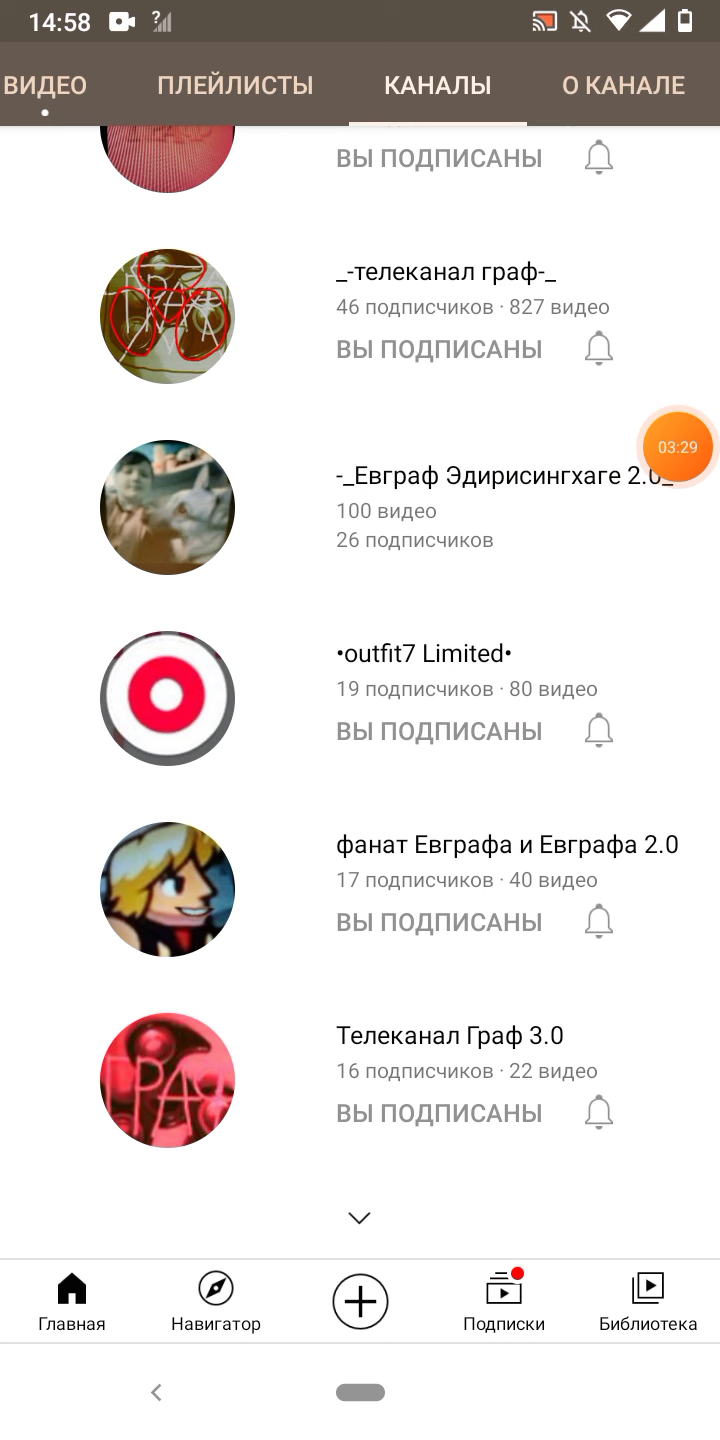 14:58
ВИДЕО ПЛЕЙЛИСТЫ КАНАЛЫ О КАНАЛЕ
ВЫ ПОДПИСАНЫ
_-телеканал граф-_
46 подписчиков · 827 видео
ВЫ ПОДПИСАНЫ
03:29
-_Евграф Эдирисингхаге 2.0_
100 видео
26 подписчиков
•outfit7 Limited•
19 подписчиков · 80 видео
ВЫ ПОДПИСАНЫ
фанат Евграфа и Евграфа 2.0
17 подписчиков · 40 видео
ВЫ ПОДПИСАНЫ
ГРАФ
Телеканал Граф 3.0
16 подписчиков · 22 видео
ВЫ ПОДПИСАНЫ
Главная Навигатор Подписки Библиотека